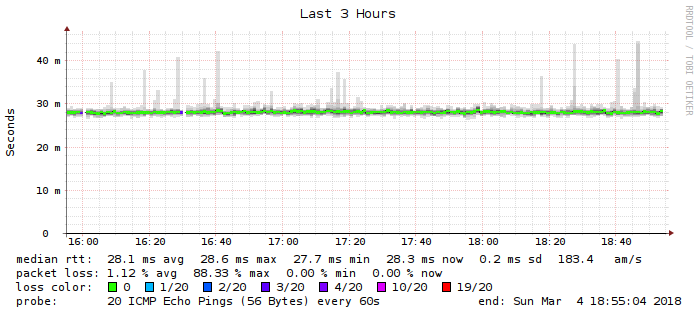 Last 3 Hours
RRDTOOL / TOBI OETIKER
Seconds
40 m
30 m
20 m
10 m
0
16:00 16:20 16:40 17:00 17:20 17:40 18:00 18:20 18:40
median rtt: 28.1 ms avg 28.6 ms max 27.7 ms min 28.3 ms now 0.2 ms sd 183.4 am/s
packet loss: 1.12 % avg 88.33 % max 0.00 % min 0.00 % now
loss color: 0 1/20 2/20 3/20 4/20 10/20 19/20
probe: 20 ICMP Echo Pings (56 Bytes) every 60s end: Sun Mar 4 18:55:04 2018